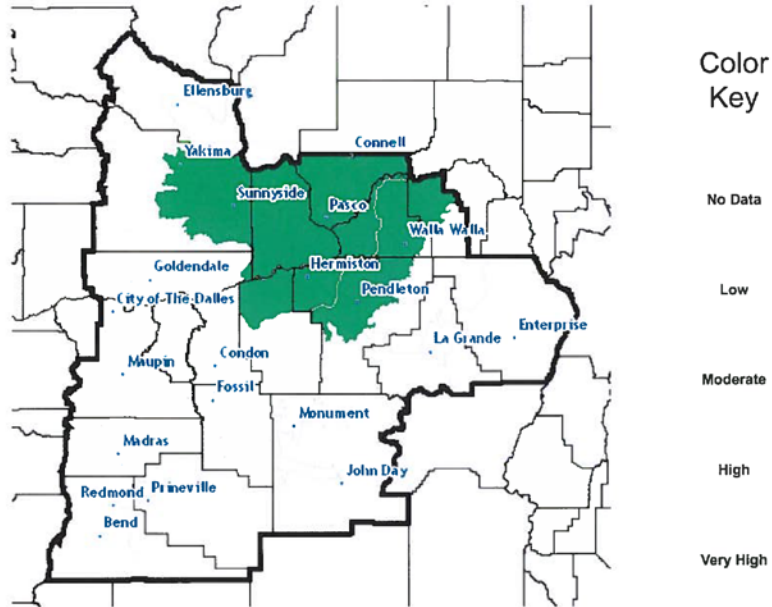 Ellensburg
Connell
Yakima
Sunnyside
Pasco
Walla Walla
Goldendale
Hermiston
City of The Dalles
Pendleton
Enterprise
La Grande
Condon
Maupin
Fossil
Monument
Madras
John Day
Redmond
Prineville
Bend
Color
Key
No Data
Low
Moderate
High
Very High